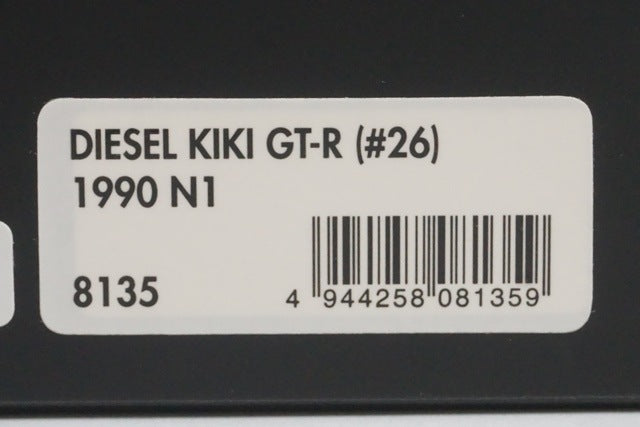 DIESEL KIKI GT-R (#26)
1990 N1
8135
4 944258 081359